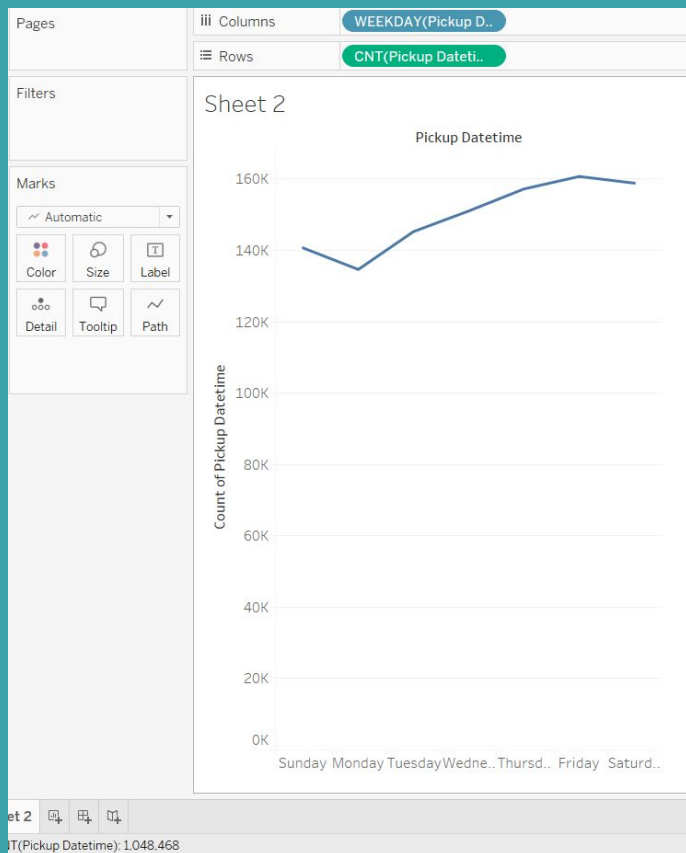 Pages
iii Columns
WEEKDAY(Pickup D..
Rows
CNT(Pickup Dateti..
Filters
Marks
Automatic
Color
Size
Label
Detail
Tooltip
Path
Sheet 2
Pickup Datetime
160K
140K
120K
100K
80K
60K
40K
20K
0K
Count of Pickup Datetime
Sunday Monday Tuesday Wedne.. Thursd.. Friday Saturd..
et 2
NT(Pickup Datetime): 1,048,468